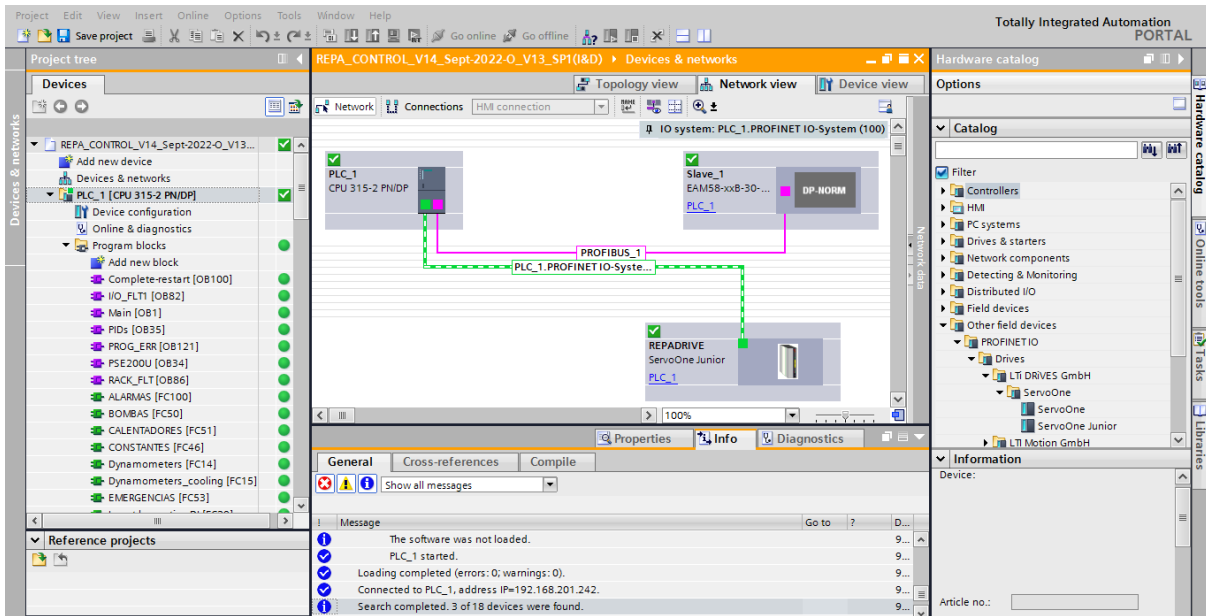 Project Edit View Insert Online Options Tools Window Help
Totally Integrated Automation
PORTAL
Save project
Go online
Go offline
Project tree
REPA_CONTROL_V14_Sept-2022-O_V13_SP1(I&D) Devices & networks
Hardware catalog
Devices
Topology view
Network view
Device view
Options
Network
Connections
HMI connection
IO system: PLC_1.PROFINET IO-System (100)
Catalog
Filter
REPA_CONTROL_V14_Sept-2022-O_V13...
Add new device
Devices & networks
PLC_1 [CPU 315-2 PN/DP]
Device configuration
Online & diagnostics
Program blocks
Add new block
Complete-restart [OB100]
I/O_FLT1 [OB82]
Main [OB1]
PIDs [OB35]
PROG_ERR [OB121]
PSE200U [OB34]
RACK_FLT [OB86]
ALARMAS [FC100]
BOMBAS [FC50]
CALENTADORES [FC51]
CONSTANTES [FC46]
Dynamometers [FC14]
Dynamometers_cooling [FC15]
EMERGENCIAS [FC53]
Reference projects
Devices & networks
PLC_1
CPU 315-2 PN/DP
Slave_1
EAM58-xxB-30-...
PLC_1
DP-NORM
PROFIBUS_1
PLC_1.PROFINET IO-Syste...
REPADRIVE
ServoOne Junior
PLC_1
Network data
100%
Properties
Info
Diagnostics
General
Cross-references
Compile
Show all messages
! Message Go to ? D...
The software was not loaded. 9...
PLC_1 started. 9...
Loading completed (errors: 0; warnings: 0). 9...
Connected to PLC_1, address IP=192.168.201.242. 9...
Search completed. 3 of 18 devices were found. 9...
Controllers
HMI
PC systems
Drives & starters
Network components
Detecting & Monitoring
Distributed I/O
Field devices
Other field devices
PROFINET IO
Drives
LTi DRiVES GmbH
ServoOne
ServoOne
ServoOne Junior
LTI Motion GmbH
Information
Device:
Article no.:
Hardware catalog
Online tools
Tasks
Libraries